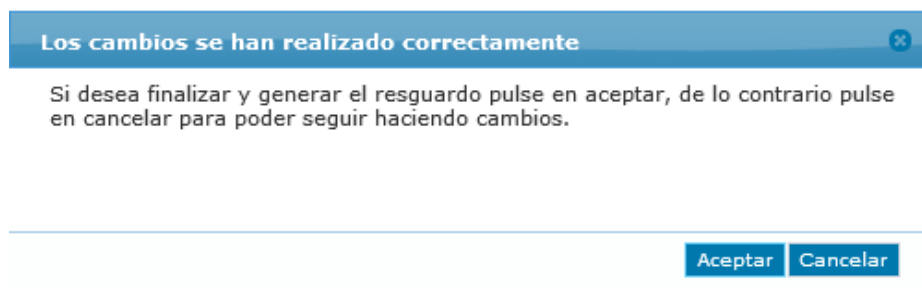 Los cambios se han realizado correctamente
Si desea finalizar y generar el resguardo pulse en aceptar, de lo contrario pulse
en cancelar para poder seguir haciendo cambios.
Aceptar Cancelar